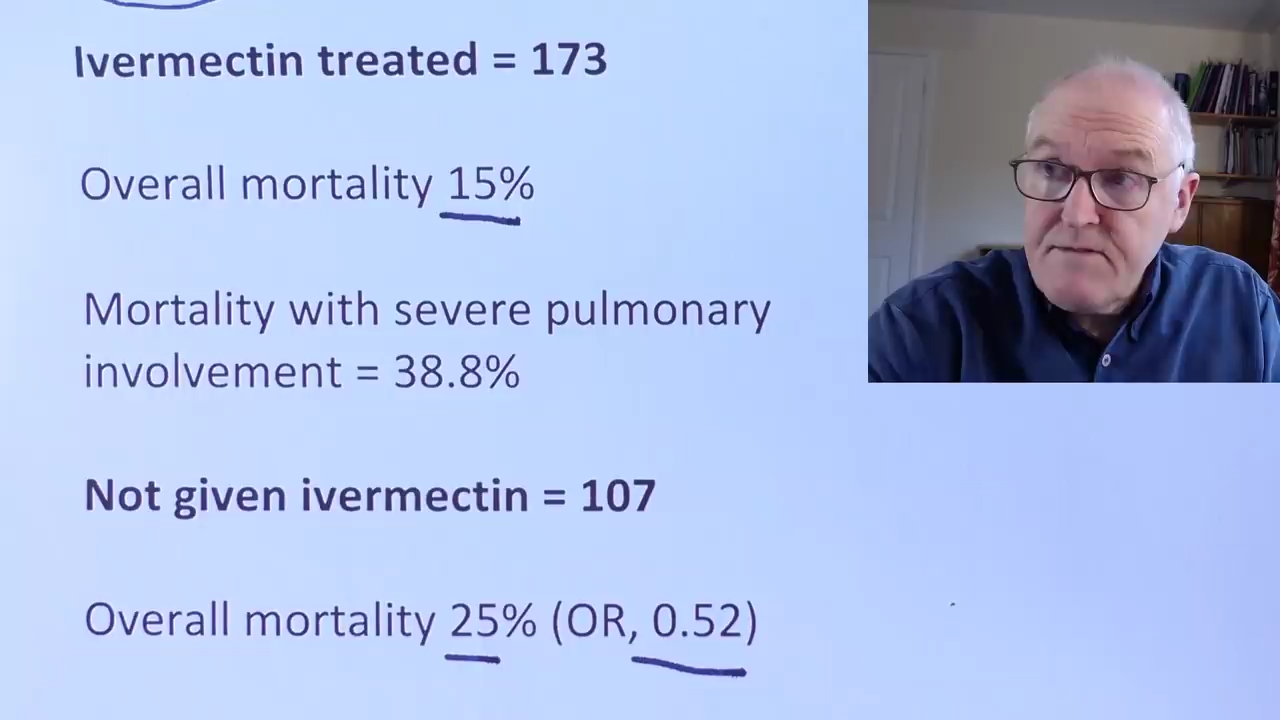 Ivermectin treated = 173
Overall mortality 15%
Mortality with severe pulmonary
involvement = 38.8%
Not given ivermectin = 107
Overall mortality 25% (OR, 0.52)